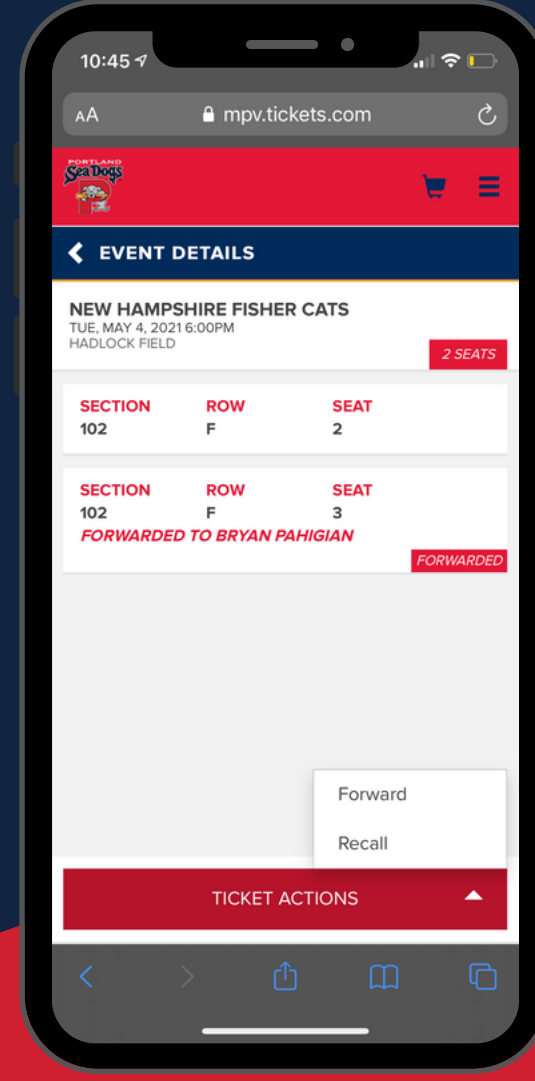 10:45
AA mpv.tickets.com
PORTLAND
Sea Dogs
EVENT DETAILS
NEW HAMPSHIRE FISHER CATS
TUE, MAY 4, 2021 6:00PM
HADLOCK FIELD
2 SEATS
SECTION ROW SEAT
102 F 2
SECTION ROW SEAT
102 F 3
FORWARDED TO BRYAN PAHIGIAN
FORWARDED
Forward
Recall
TICKET ACTIONS